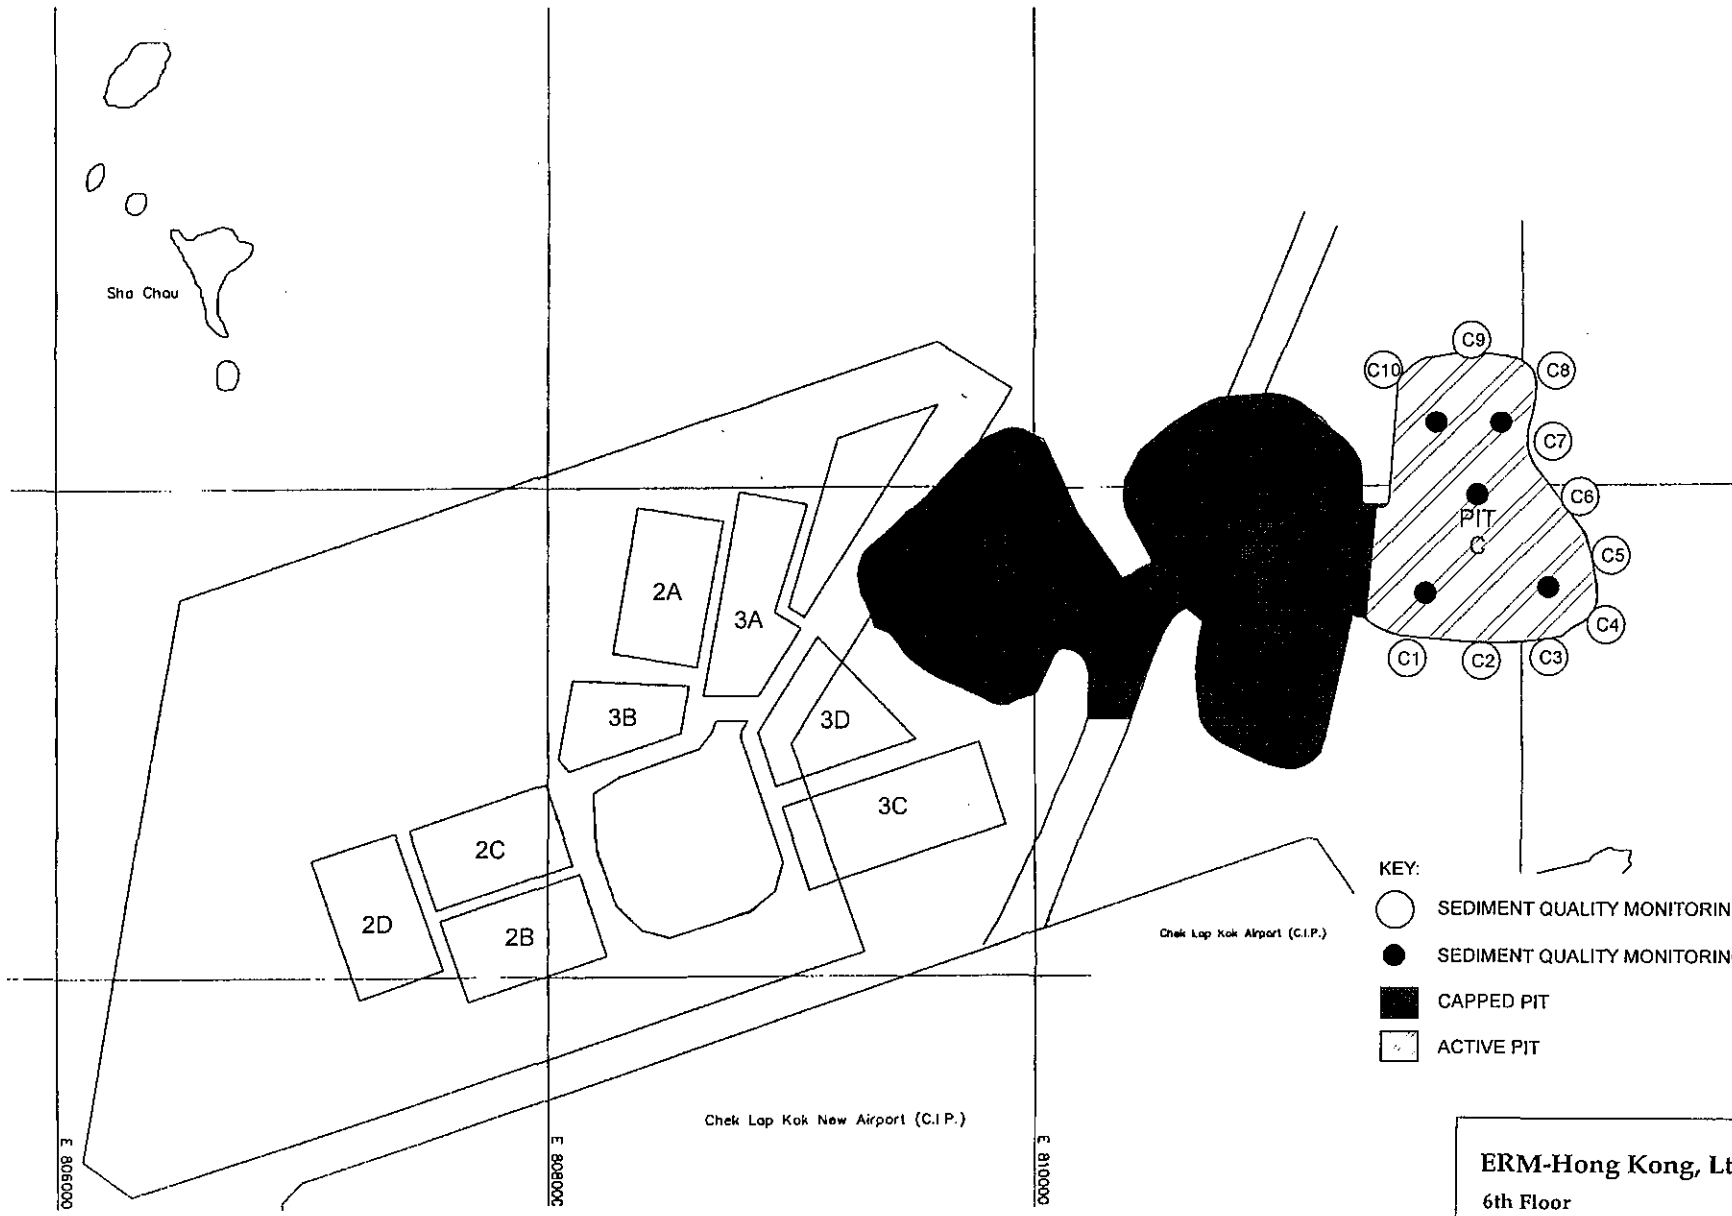 Sha Chau
C9
C10
C8
C7
C6
PIT
C
C5
C4
C1
C2
C3
2A
3A
3B
3D
3C
2C
2D
2B
KEY:
SEDIMENT QUALITY MONITORIN
SEDIMENT QUALITY MONITORIN
CAPPED PIT
ACTIVE PIT
Chek Lap Kok Airport (C.I.P.)
Chek Lap Kok New Airport (C.I.P.)
E 806000
E 808000
E 810000
ERM-Hong Kong, Lt
6th Floor